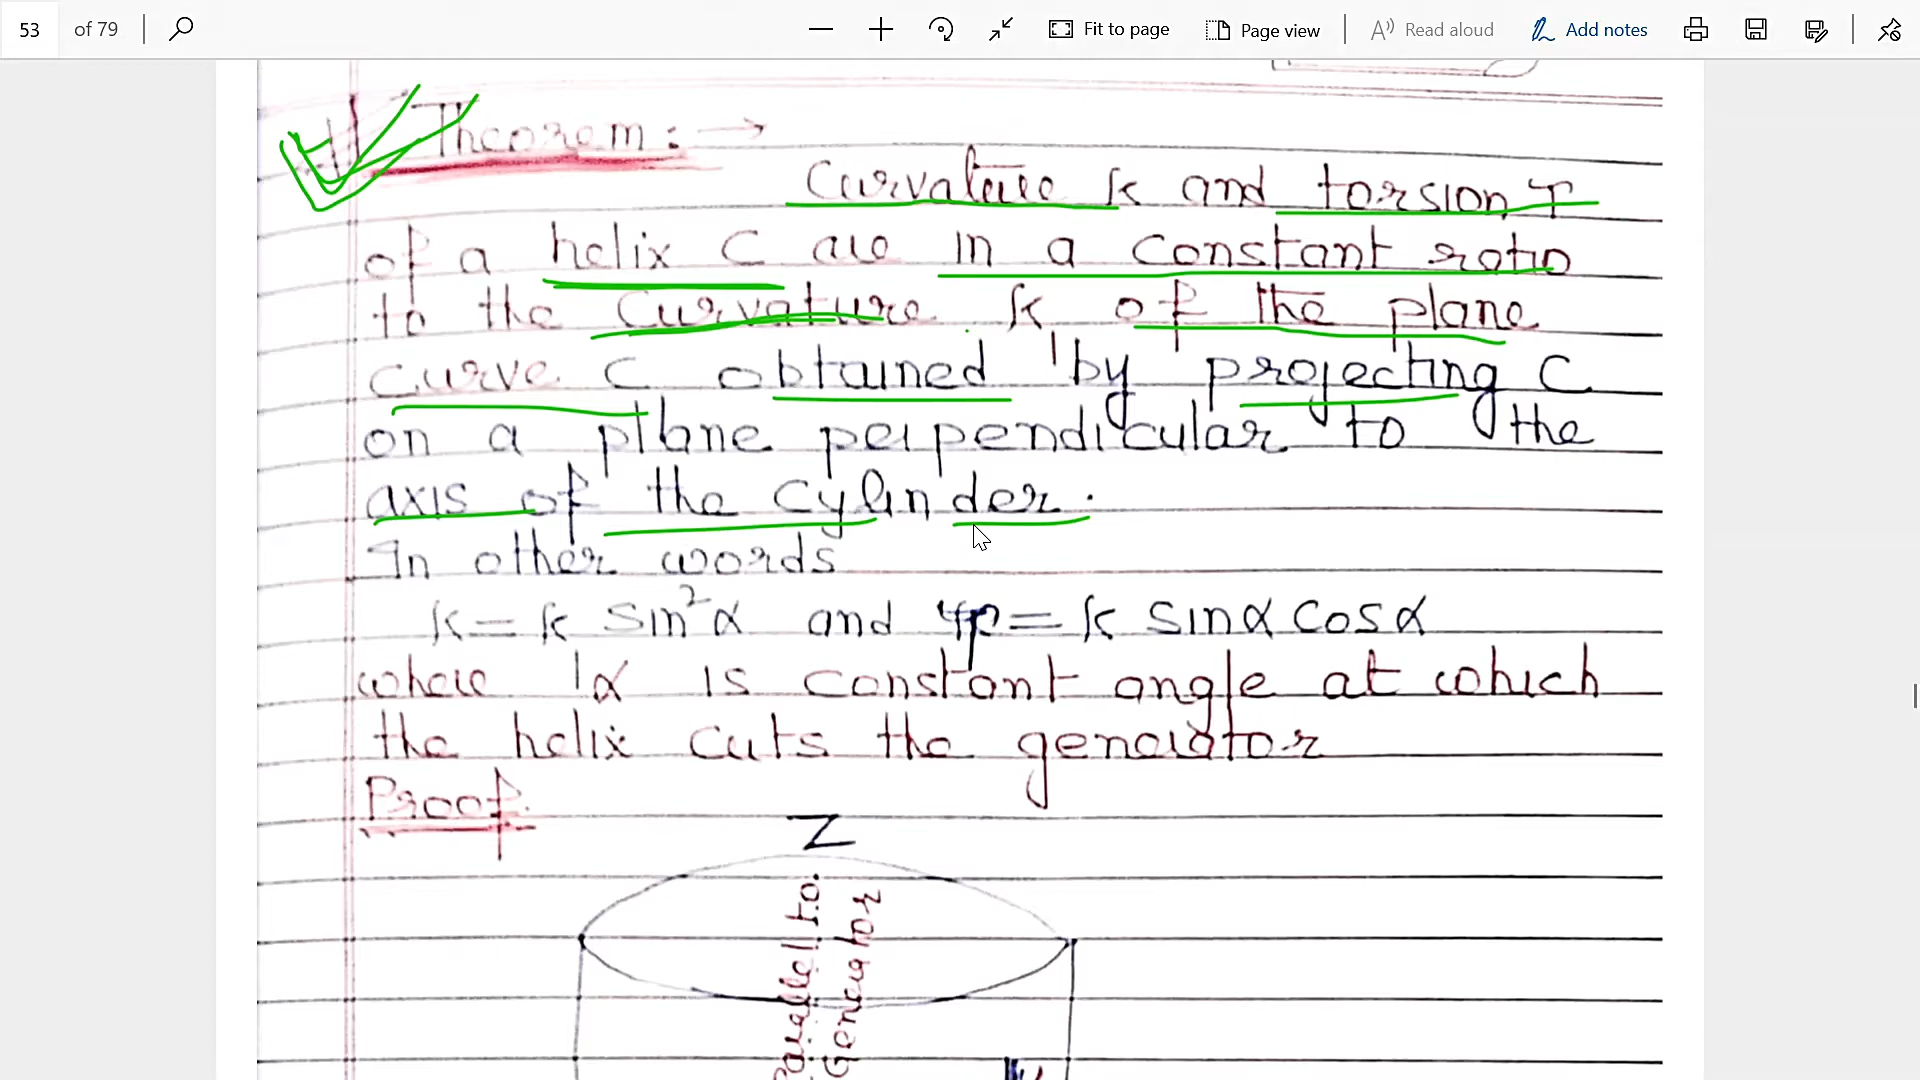 53 of 79 Fit to page Page view Read aloud Add notes
Theorem: →
Curvature k and torsion τ
of a helix C are in a constant ratio
to the curvature k of the plane
curve C obtained by projecting C
on a plane perpendicular to the
axis of the cylinder.
In other words
k = k sin²α and = k sinα cosα
where α is constant angle at which
the helix cuts the generator
Proof
Z
Parallel to
Generator